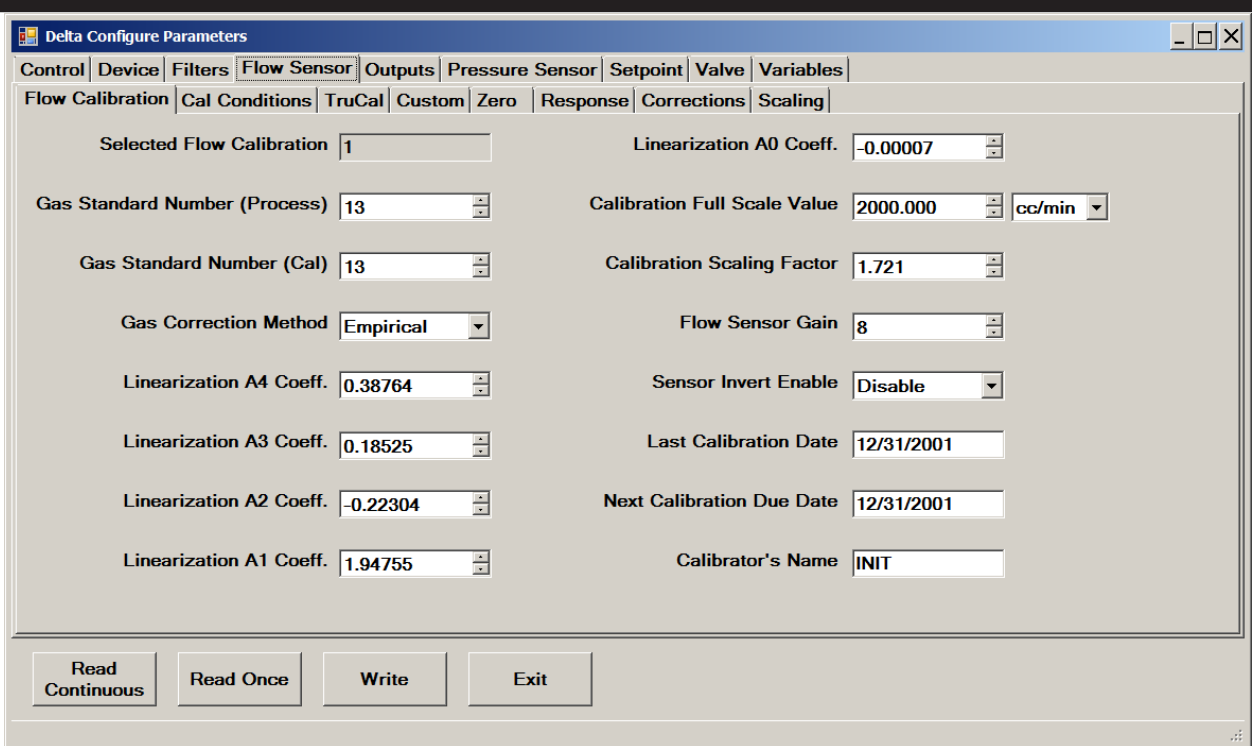 Delta Configure Parameters
Control Device Filters Flow Sensor Outputs Pressure Sensor Setpoint Valve Variables
Flow Calibration Cal Conditions TruCal Custom Zero Response Corrections Scaling
Selected Flow Calibration 1
Gas Standard Number (Process) 13
Gas Standard Number (Cal) 13
Gas Correction Method Empirical
Linearization A4 Coeff. 0.38764
Linearization A3 Coeff. 0.18525
Linearization A2 Coeff. -0.22304
Linearization A1 Coeff. 1.94755
Linearization A0 Coeff. -0.00007
Calibration Full Scale Value 2000.000 cc/min
Calibration Scaling Factor 1.721
Flow Sensor Gain 8
Sensor Invert Enable Disable
Last Calibration Date 12/31/2001
Next Calibration Due Date 12/31/2001
Calibrator's Name INIT
Read
Continuous
Read Once
Write
Exit